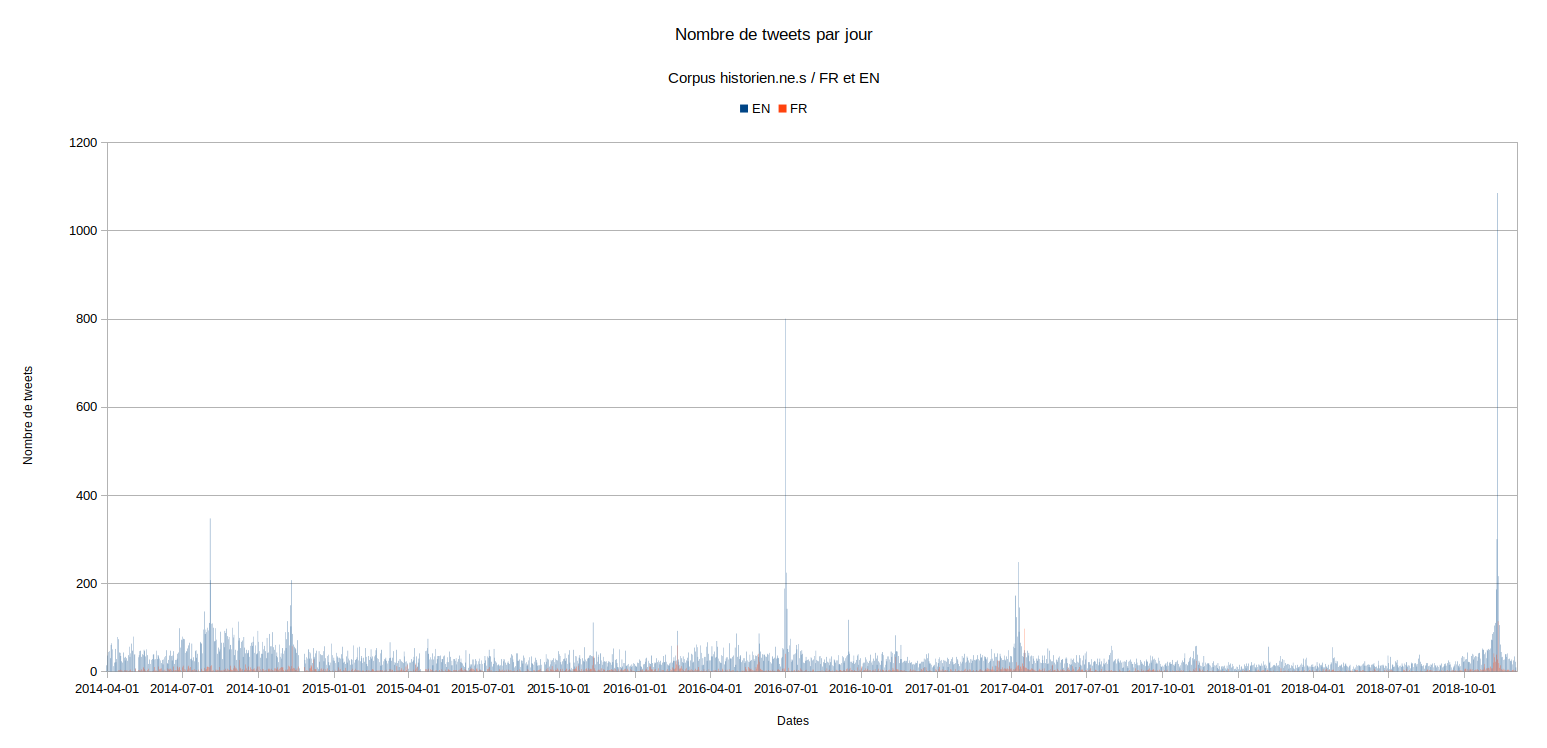 Nombre de tweets par jour
Corpus historien.ne.s / FR et EN
EN FR
1200
1000
800
600
400
200
0
Nombre de tweets
2014-04-01 2014-07-01 2014-10-01 2015-01-01 2015-04-01 2015-07-01 2015-10-01 2016-01-01 2016-04-01 2016-07-01 2016-10-01 2017-01-01 2017-04-01 2017-07-01 2017-10-01 2018-01-01 2018-04-01 2018-07-01 2018-10-01
Dates